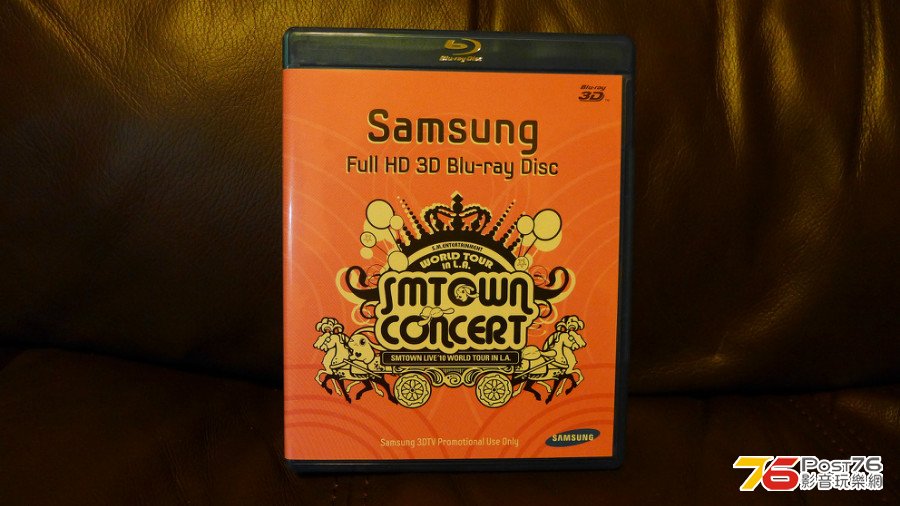 Blu-ray Disc
Blu-ray
3D™
Samsung
Full HD 3D Blu-ray Disc
S.M. ENTERTAINMENT
WORLD TOUR
in L.A.
SMTOWN
CONCERT
SMTOWN LIVE'10 WORLD TOUR IN L.A.
Samsung 3DTV Promotional Use Only
SAMSUNG
76 Post76
影音玩樂網